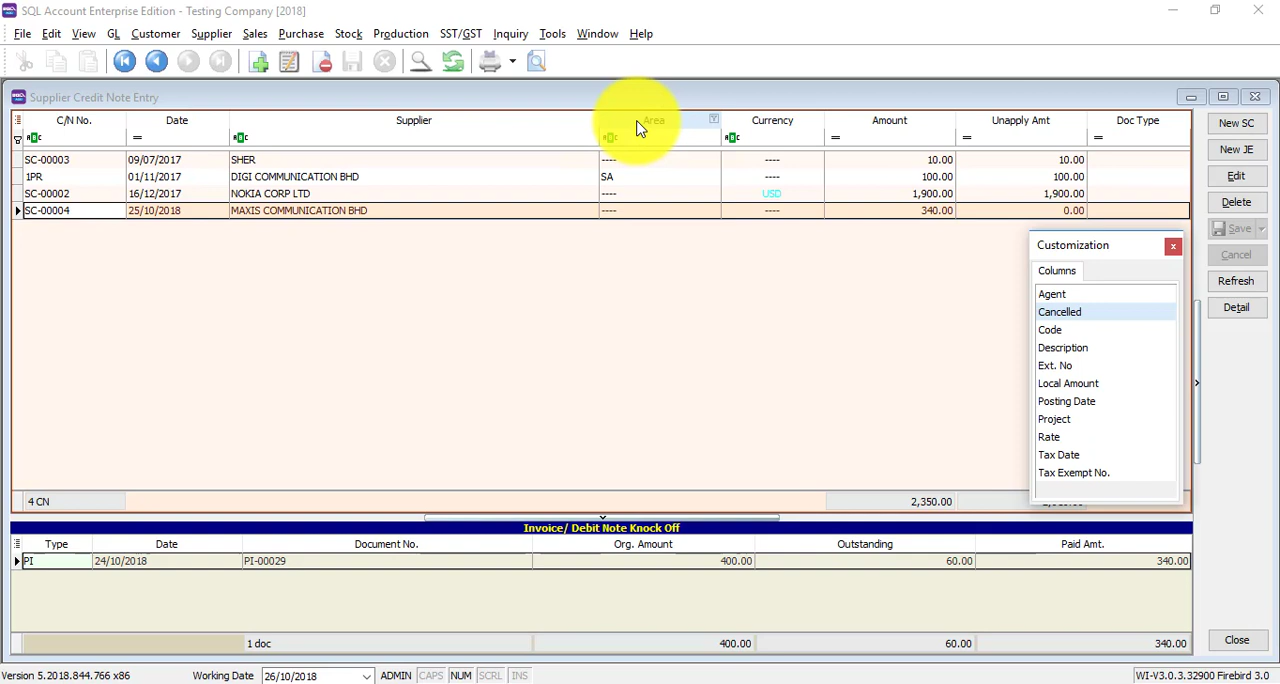 SQL Account Enterprise Edition - Testing Company [2018]
File Edit View GL Customer Supplier Sales Purchase Stock Production SST/GST Inquiry Tools Window Help
Supplier Credit Note Entry
C/N No. Date Supplier Area Currency Amount Unapply Amt Doc Type
SC-00003 09/07/2017 SHER ---- ---- 10.00 10.00
1PR 01/11/2017 DIGI COMMUNICATION BHD SA ---- 100.00 100.00
SC-00002 16/12/2017 NOKIA CORP LTD ---- USD 1,900.00 1,900.00
SC-00004 25/10/2018 MAXIS COMMUNICATION BHD ---- ---- 340.00 0.00
4 CN 2,350.00
New SC
New JE
Edit
Delete
Save
Cancel
Refresh
Detail
Customization
Columns
Agent
Cancelled
Code
Description
Ext. No
Local Amount
Posting Date
Project
Rate
Tax Date
Tax Exempt No.
Invoice/ Debit Note Knock Off
Type Date Document No. Org. Amount Outstanding Paid Amt.
PI 24/10/2018 PI-00029 400.00 60.00 340.00
1 doc 400.00 60.00 340.00
Close
Version 5.2018.844.766 x86 Working Date 26/10/2018 ADMIN CAPS NUM SCRL INS WI-V3.0.3.32900 Firebird 3.0